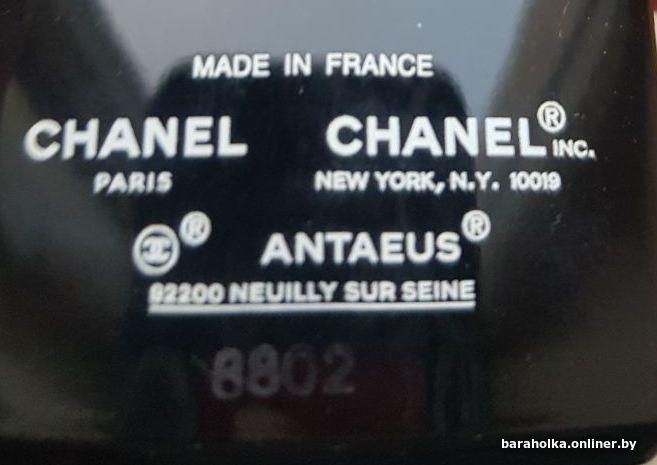 MADE IN FRANCE
CHANEL CHANEL® INC.
PARIS NEW YORK, N.Y. 10019
® ANTAEUS®
92200 NEUILLY SUR SEINE
8802
baraholka.onliner.by